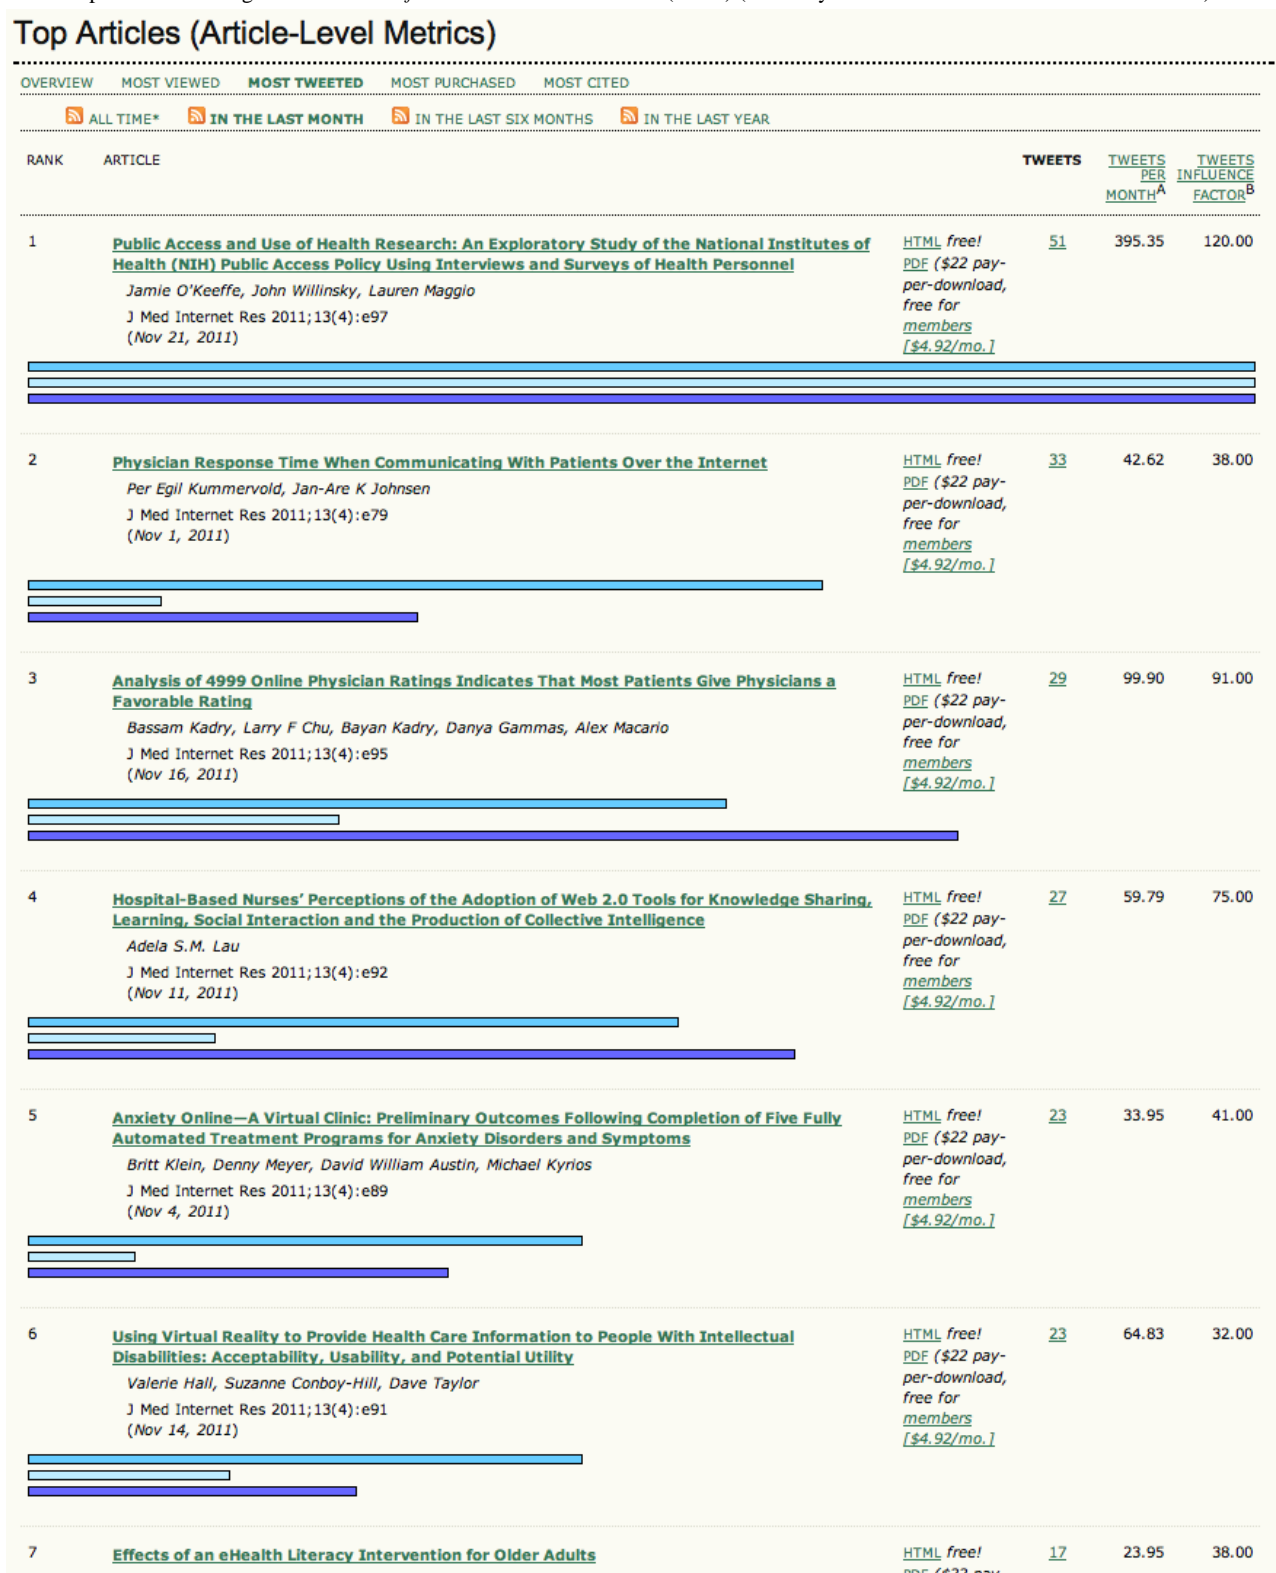 Top Articles (Article-Level Metrics)
OVERVIEW MOST VIEWED MOST TWEETED MOST PURCHASED MOST CITED
ALL TIME* IN THE LAST MONTH IN THE LAST SIX MONTHS IN THE LAST YEAR
RANK ARTICLE TWEETS TWEETS PER MONTHA TWEETS INFLUENCE FACTORB
1 Public Access and Use of Health Research: An Exploratory Study of the National Institutes of HTML free! 51 395.35 120.00
Health (NIH) Public Access Policy Using Interviews and Surveys of Health Personnel PDF ($22 pay-
Jamie O'Keeffe, John Willinsky, Lauren Maggio per-download,
J Med Internet Res 2011;13(4):e97 free for
(Nov 21, 2011) members
[$4.92/mo.]
2 Physician Response Time When Communicating With Patients Over the Internet HTML free! 33 42.62 38.00
PDF ($22 pay-
Per Egil Kummervold, Jan-Are K Johnsen per-download,
J Med Internet Res 2011;13(4):e79 free for
(Nov 1, 2011) members
[$4.92/mo.]
3 Analysis of 4999 Online Physician Ratings Indicates That Most Patients Give Physicians a HTML free! 29 99.90 91.00
Favorable Rating PDF ($22 pay-
Bassam Kadry, Larry F Chu, Bayan Kadry, Danya Gammas, Alex Macario per-download,
J Med Internet Res 2011;13(4):e95 free for
(Nov 16, 2011) members
[$4.92/mo.]
4 Hospital-Based Nurses’ Perceptions of the Adoption of Web 2.0 Tools for Knowledge Sharing, HTML free! 27 59.79 75.00
Learning, Social Interaction and the Production of Collective Intelligence PDF ($22 pay-
Adela S.M. Lau per-download,
J Med Internet Res 2011;13(4):e92 free for
(Nov 11, 2011) members
[$4.92/mo.]
5 Anxiety Online—A Virtual Clinic: Preliminary Outcomes Following Completion of Five Fully HTML free! 23 33.95 41.00
Automated Treatment Programs for Anxiety Disorders and Symptoms PDF ($22 pay-
Britt Klein, Denny Meyer, David William Austin, Michael Kyrios per-download,
J Med Internet Res 2011;13(4):e89 free for
(Nov 4, 2011) members
[$4.92/mo.]
6 Using Virtual Reality to Provide Health Care Information to People With Intellectual HTML free! 23 64.83 32.00
Disabilities: Acceptability, Usability, and Potential Utility PDF ($22 pay-
Valerie Hall, Suzanne Conboy-Hill, Dave Taylor per-download,
J Med Internet Res 2011;13(4):e91 free for
(Nov 14, 2011) members
[$4.92/mo.]
7 Effects of an eHealth Literacy Intervention for Older Adults HTML free! 17 23.95 38.00